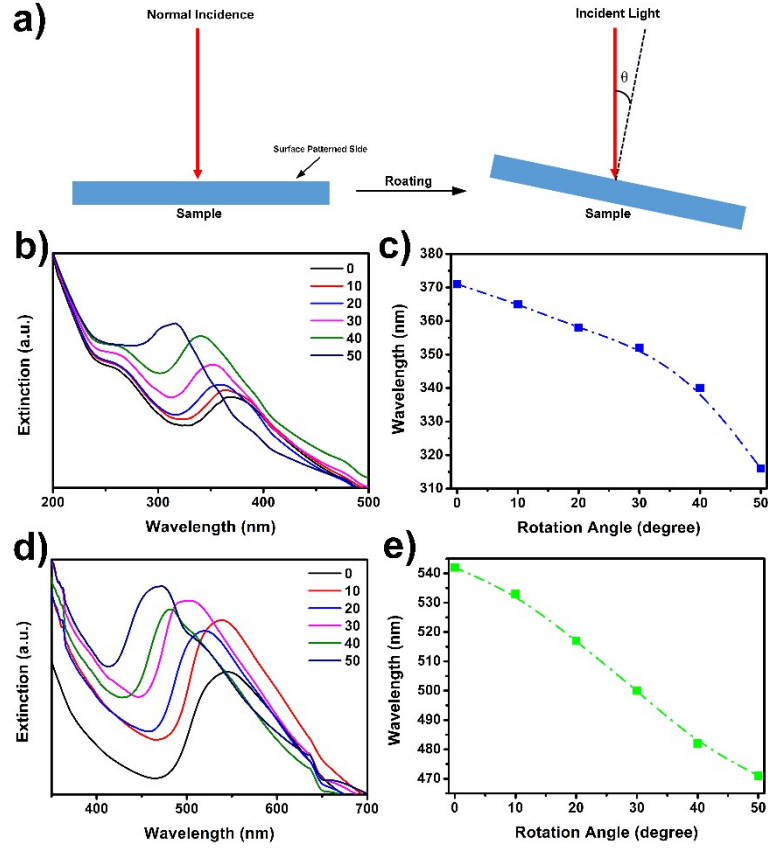 a)
Normal Incidence
Incident Light
θ
Surface Patterned Side
Roating
Sample
Sample
b)
Extinction (a.u.)
0
10
20
30
40
50
200 300 400 500
Wavelength (nm)
c)
Wavelength (nm)
380
370
360
350
340
330
320
310
0 10 20 30 40 50
Rotation Angle (degree)
d)
Extinction (a.u.)
0
10
20
30
40
50
400 500 600 700
Wavelength (nm)
e)
Wavelength (nm)
540
530
520
510
500
490
480
470
0 10 20 30 40 50
Rotation Angle (degree)